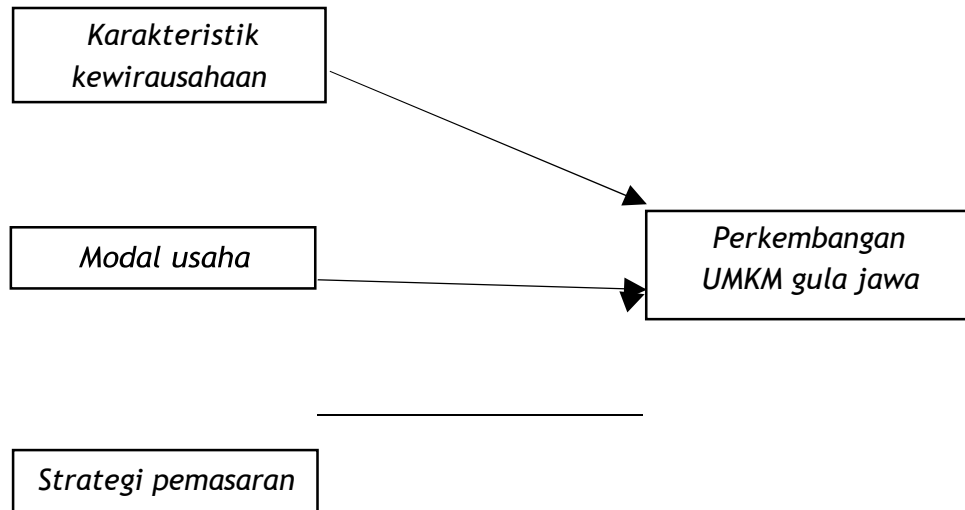 Karakteristik
kewirausahaan
Modal usaha
Perkembangan
UMKM gula jawa
Strategi pemasaran